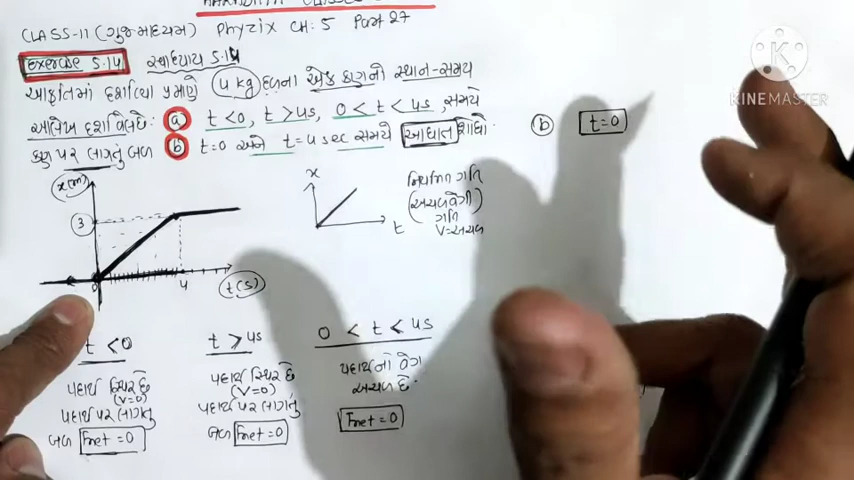 CLASS-11 (ગુજ.માધ્યમ) Phyzix CH: 5 Part 27
Exercise 5.14 સ્વાધ્યાય 5.14
આકૃતિમાં દર્શાવ્યા પ્રમાણે 4 kg દળના એક કણનો સ્થાન-સમય
આલેખ દર્શાવેલ છે. (a) t<0, t>4s, 0<t<4s, સમયે
કણ પર લાગતું બળ (b) t=0 અને t=4 sec સમયે આઘાત શોધો.
(b) t=0
x(m)
3
0
4
t(s)
x
t
નિયમિત ગતિ
(અચળવેગી)
ગતિ
V=અચળ
t<0
પદાર્થ સ્થિર છે
(V=0)
પદાર્થ પર લાગતું
બળ Fnet=0
t>4s
પદાર્થ સ્થિર છે
(V=0)
પદાર્થ પર લાગતું
બળ Fnet=0
0<t<4s
પદાર્થનો વેગ
અચળ છે.
Fnet=0
KINEMASTER